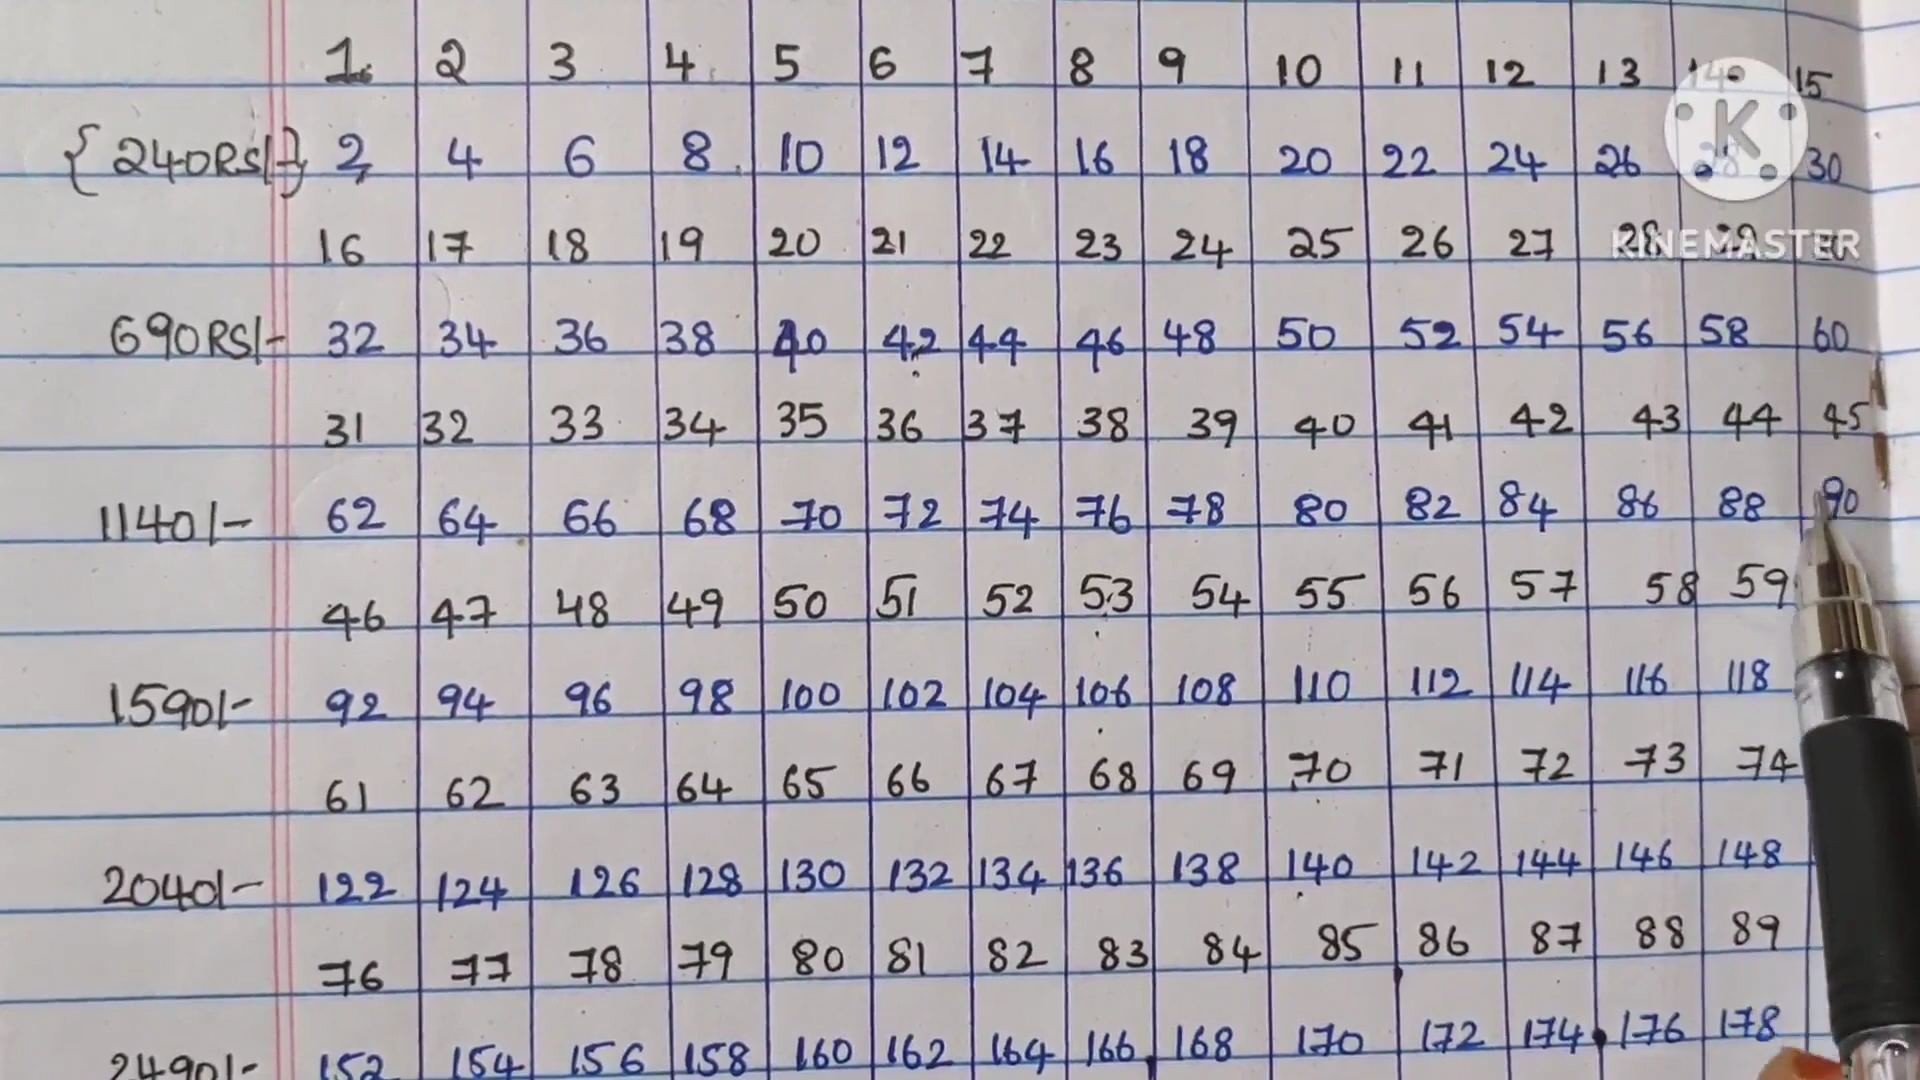 1 2 3 4 5 6 7 8 9 10 11 12 13 14 15
{240RS/-} 2 4 6 8 10 12 14 16 18 20 22 24 26 28 30
16 17 18 19 20 21 22 23 24 25 26 27 28 29 30
KINEMASTER
690RS/- 32 34 36 38 40 42 44 46 48 50 52 54 56 58 60
31 32 33 34 35 36 37 38 39 40 41 42 43 44 45
1140/- 62 64 66 68 70 72 74 76 78 80 82 84 86 88 90
46 47 48 49 50 51 52 53 54 55 56 57 58 59
1590/- 92 94 96 98 100 102 104 106 108 110 112 114 116 118
61 62 63 64 65 66 67 68 69 70 71 72 73 74
2040/- 122 124 126 128 130 132 134 136 138 140 142 144 146 148
76 77 78 79 80 81 82 83 84 85 86 87 88 89
2490/- 152 154 156 158 160 162 164 166 168 170 172 174 176 178